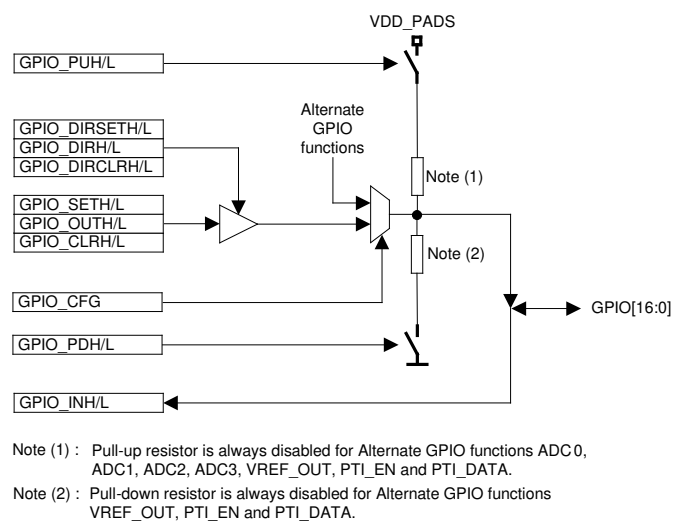 VDD_PADS
GPIO_PUH/L
Alternate
GPIO
functions
GPIO_DIRSETH/L
GPIO_DIRH/L
GPIO_DIRCLRH/L
Note (1)
GPIO_SETH/L
GPIO_OUTH/L
GPIO_CLRH/L
Note (2)
GPIO_CFG
GPIO[16:0]
GPIO_PDH/L
GPIO_INH/L
Note (1) : Pull-up resistor is always disabled for Alternate GPIO functions ADC0,
ADC1, ADC2, ADC3, VREF_OUT, PTI_EN and PTI_DATA.
Note (2) : Pull-down resistor is always disabled for Alternate GPIO functions
VREF_OUT, PTI_EN and PTI_DATA.